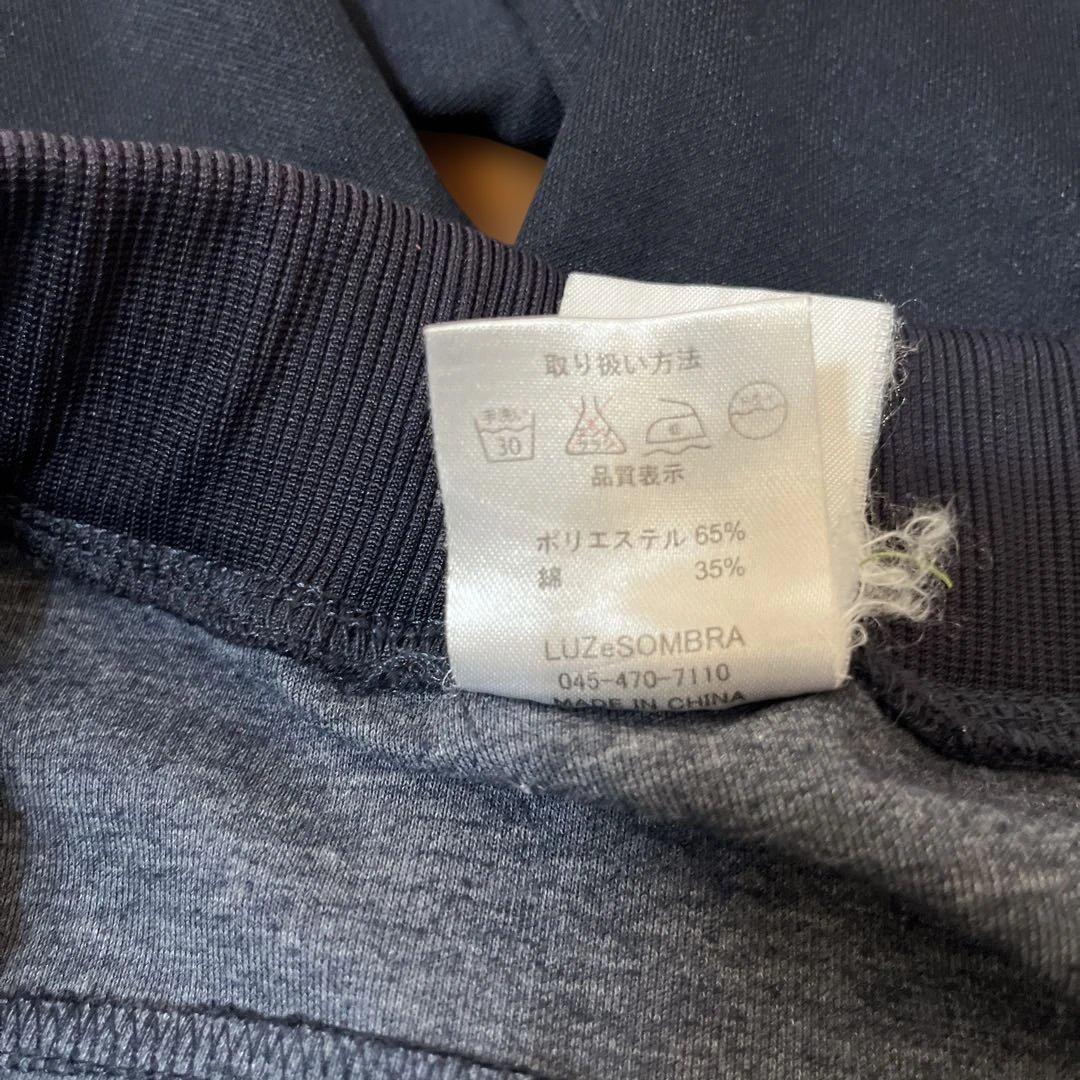 取り扱い方法
手洗い
30
品質表示
ポリエステル 65%
綿 35%
LUZeSOMBRA
045-470-7110
MADE IN CHINA